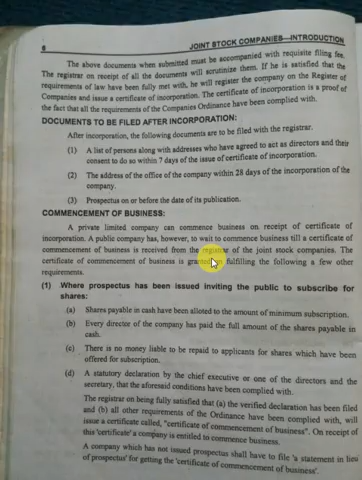 6
JOINT STOCK COMPANIES—INTRODUCTION
The above documents when submitted must be accompanied with requisite filing fee.
The registrar on receipt of all the documents will scrutinize them. If he is satisfied that the
requirements of law have been fully met with, he will register the company on the Register of
Companies and issue a certificate of incorporation. The certificate of incorporation is a proof of
the fact that all the requirements of the Companies Ordinance have been complied with.
DOCUMENTS TO BE FILED AFTER INCORPORATION:
After incorporation, the following documents are to be filed with the registrar.
(1) A list of persons along with addresses who have agreed to act as directors and their
consent to do so within 7 days of the issue of certificate of incorporation.
(2) The address of the office of the company within 28 days of the incorporation of the
company.
(3) Prospectus on or before the date of its publication.
COMMENCEMENT OF BUSINESS:
A private limited company can commence business on receipt of certificate of
incorporation. A public company has, however, to wait to commence business till a certificate of
commencement of business is received from the registrar of the joint stock companies. The
certificate of commencement of business is granted on fulfilling the following a few other
requirements.
(1) Where prospectus has been issued inviting the public to subscribe for
shares:
(a) Shares payable in cash have been alloted to the amount of minimum subscription.
(b) Every director of the company has paid the full amount of the shares payable in
cash.
(c) There is no money liable to be repaid to applicants for shares which have been
offered for subscription.
(d) A statutory declaration by the chief executive or one of the directors and the
secretary, that the aforesaid conditions have been complied with.
The registrar on being fully satisfied that (a) the verified declaration has been filed
and (b) all other requirements of the Ordinance have been complied with, will
issue a certificate called, "certificate of commencement of business". On receipt of
this 'certificate' a company is entitled to commence business.
A company which has not issued prospectus shall have to file 'a statement in lieu
of prospectus' for getting the 'certificate of commencement of business'.